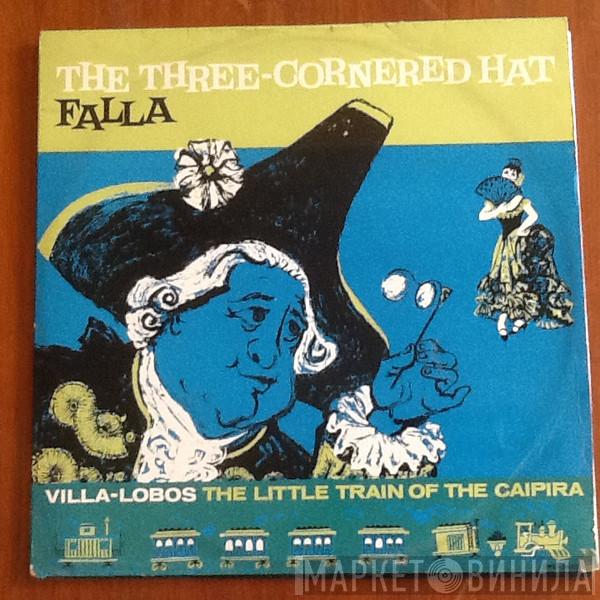 THE THREE-CORNERED HAT
FALLA
VILLA-LOBOS THE LITTLE TRAIN OF THE CAIPIRA
МАРКЕТ ВИНИЛА